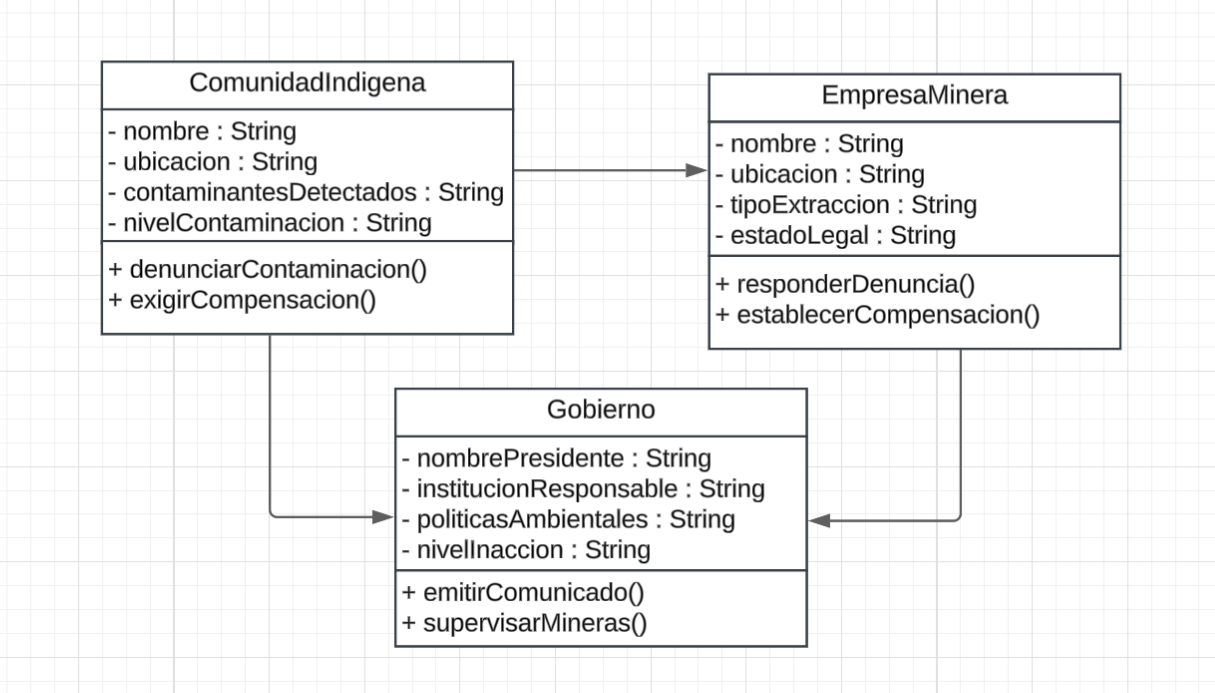 ComunidadIndigena
- nombre : String
- ubicacion : String
- contaminantesDetectados : String
- nivelContaminacion : String
+ denunciarContaminacion()
+ exigirCompensacion()
EmpresaMinera
- nombre : String
- ubicacion : String
- tipoExtraccion : String
- estadoLegal : String
+ responderDenuncia()
+ establecerCompensacion()
Gobierno
- nombrePresidente : String
- institucionResponsable : String
- politicasAmbientales : String
- nivelInaccion : String
+ emitirComunicado()
+ supervisarMineras()